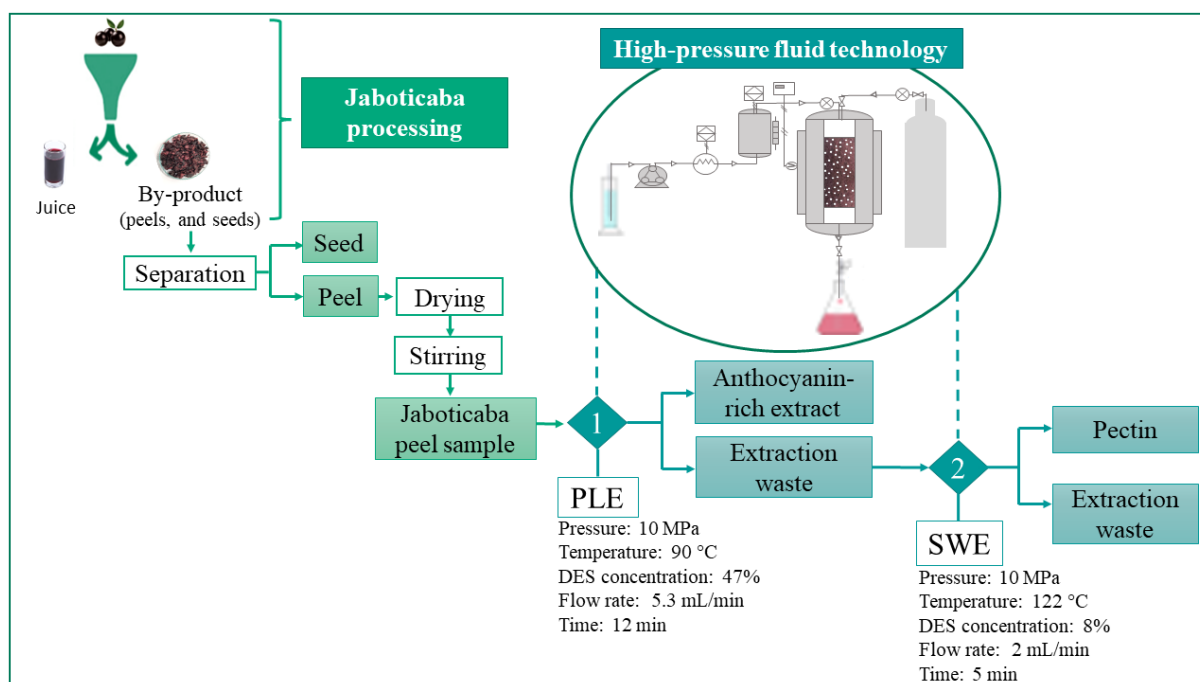 High-pressure fluid technology
Jaboticaba
processing
Juice
By-product
(peels, and seeds)
Separation
Seed
Peel
Drying
Stirring
Jaboticaba
peel sample
1
Anthocyanin-
rich extract
Extraction
waste
2
Pectin
Extraction
waste
PLE
Pressure: 10 MPa
Temperature: 90 °C
DES concentration: 47%
Flow rate: 5.3 mL/min
Time: 12 min
SWE
Pressure: 10 MPa
Temperature: 122 °C
DES concentration: 8%
Flow rate: 2 mL/min
Time: 5 min